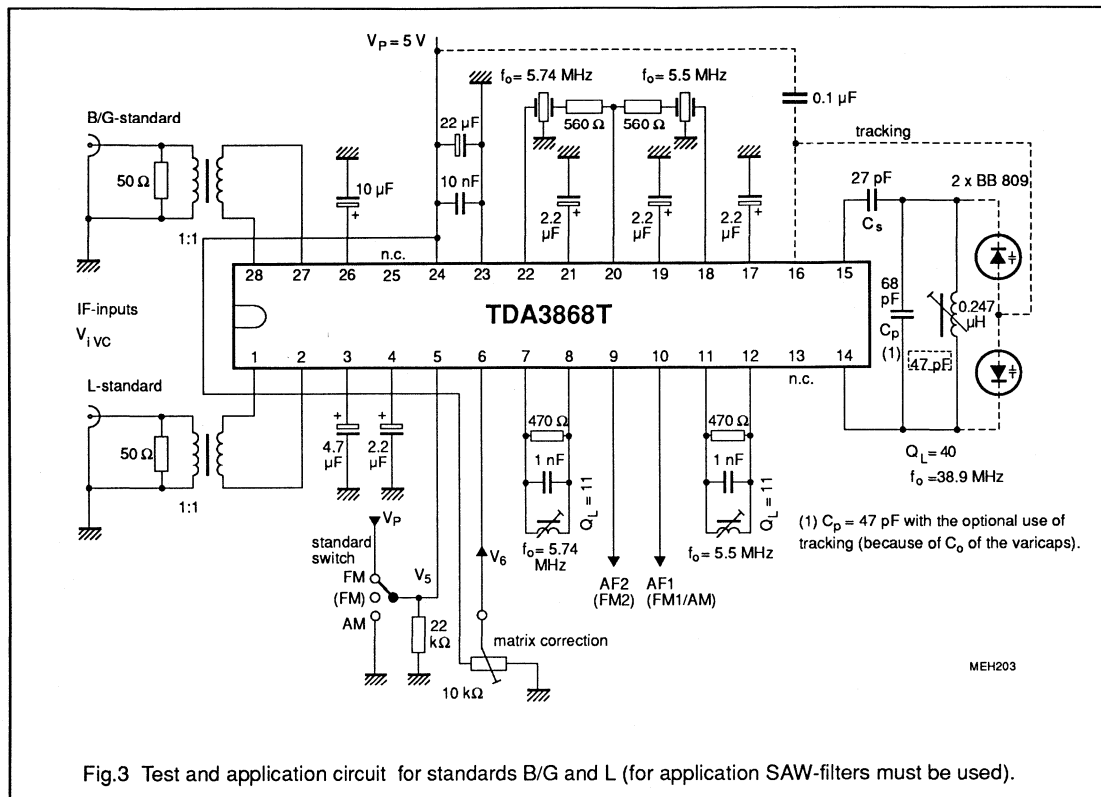 V_P = 5 V
f_o = 5.74 MHz
f_o = 5.5 MHz
B/G-standard
22 µF
560 Ω
560 Ω
0.1 µF
tracking
50 Ω
10 µF
+
10 nF
2.2 µF
+
2.2 µF
+
2.2 µF
+
27 pF
C_s
2 x BB 809
1:1
n.c.
28 27 26 25 24 23 22 21 20 19 18 17 16 15
IF-inputs
V_i VC
TDA3868T
68 pF
C_p
(1)
0.247 µH
47 pF
1 2 3 4 5 6 7 8 9 10 11 12 13 14
n.c.
L-standard
50 Ω
1:1
+
4.7 µF
+
2.2 µF
470 Ω
1 nF
Q_L = 11
f_o = 5.74 MHz
470 Ω
1 nF
Q_L = 11
f_o = 5.5 MHz
Q_L = 40
f_o = 38.9 MHz
V_P
standard switch
FM
(FM)
AM
V_5
V_6
22 kΩ
AF2
(FM2)
AF1
(FM1/AM)
(1) C_p = 47 pF with the optional use of
tracking (because of C_o of the varicaps).
matrix correction
10 kΩ
MEH203
Fig.3 Test and application circuit for standards B/G and L (for application SAW-filters must be used).